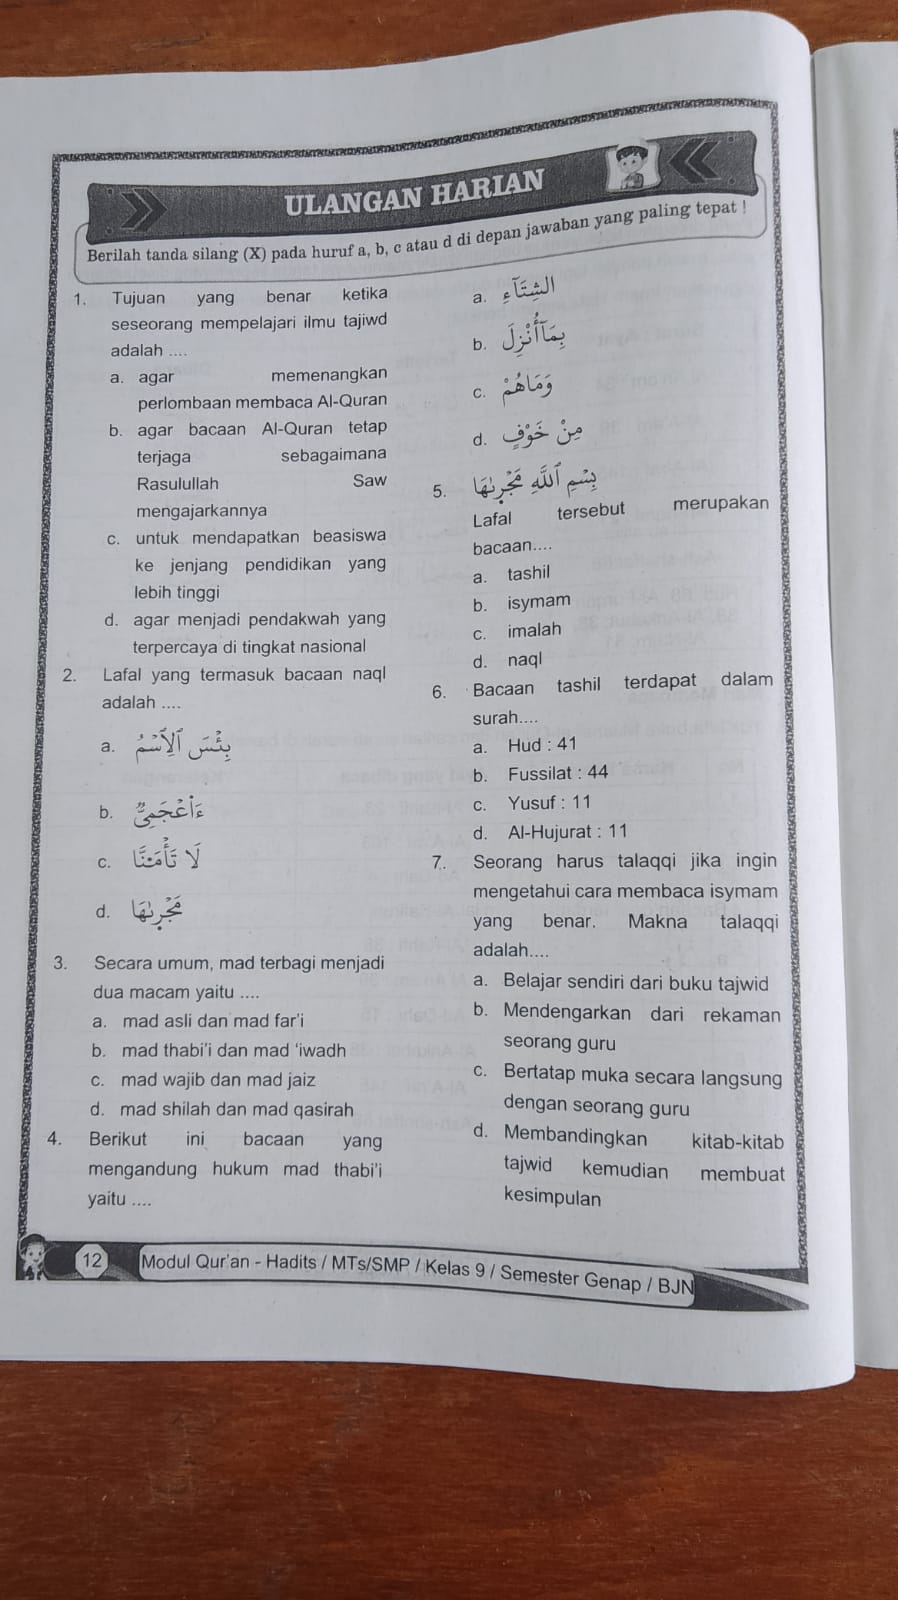 ULANGAN HARIAN
Berilah tanda silang (X) pada huruf a, b, c atau d di depan jawaban yang paling tepat !
1. Tujuan yang benar ketika
seseorang mempelajari ilmu tajiwd
adalah ....
a. agar memenangkan
perlombaan membaca Al-Quran
b. agar bacaan Al-Quran tetap
terjaga sebagaimana
Rasulullah Saw
mengajarkannya
c. untuk mendapatkan beasiswa
ke jenjang pendidikan yang
lebih tinggi
d. agar menjadi pendakwah yang
terpercaya di tingkat nasional
2. Lafal yang termasuk bacaan naql
adalah ....
a. بِئْسَ ٱلِٱسْمُ
b. ءَا۬عْجَمِىٌّ
c. لَا تَأْمَ۫نَّا
d. مَجْر۪ىٰهَا
3. Secara umum, mad terbagi menjadi
dua macam yaitu ....
a. mad asli dan mad far'i
b. mad thabi'i dan mad 'iwadh
c. mad wajib dan mad jaiz
d. mad shilah dan mad qasirah
4. Berikut ini bacaan yang
mengandung hukum mad thabi'i
yaitu ....
a. الشِّتَآءِ
b. بِمَآأُنْزِلَ
c. وَمَاهُمْ
d. مِنْ خَوْفٍ
5. بِسْمِ ٱللَّهِ مَجْر۪ىٰهَا
Lafal tersebut merupakan
bacaan....
a. tashil
b. isymam
c. imalah
d. naql
6. Bacaan tashil terdapat dalam
surah....
a. Hud : 41
b. Fussilat : 44
c. Yusuf : 11
d. Al-Hujurat : 11
7. Seorang harus talaqqi jika ingin
mengetahui cara membaca isymam
yang benar. Makna talaqqi
adalah....
a. Belajar sendiri dari buku tajwid
b. Mendengarkan dari rekaman
seorang guru
c. Bertatap muka secara langsung
dengan seorang guru
d. Membandingkan kitab-kitab
tajwid kemudian membuat
kesimpulan
12 Modul Qur'an - Hadits / MTs/SMP / Kelas 9 / Semester Genap / BJN